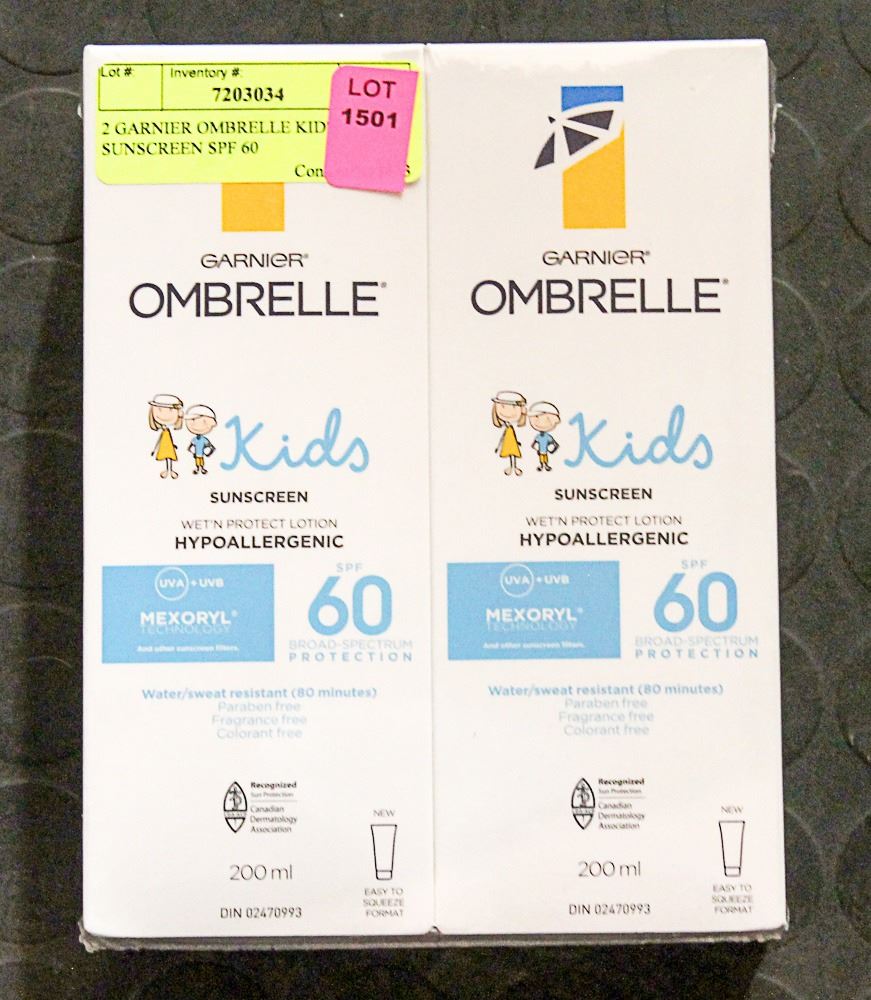 Lot #:
Inventory #:
7203034
LOT
1501
2 GARNIER OMBRELLE KID
SUNSCREEN SPF 60
Con
3
GARNIER®
OMBRELLE®
Kids
SUNSCREEN
WET'N PROTECT LOTION
HYPOALLERGENIC
UVA + UVB
MEXORYL®
TECHNOLOGY
And other sunscreen filters.
SPF
60
BROAD-SPECTRUM
PROTECTION
Water/sweat resistant (80 minutes)
Paraben free
Fragrance free
Colorant free
Recognized
Sun Protection
Canadian
Dermatology
Association
NEW
200 ml
EASY TO
SQUEEZE
FORMAT
DIN 02470993
GARNIER®
OMBRELLE®
Kids
SUNSCREEN
WET'N PROTECT LOTION
HYPOALLERGENIC
UVA + UVB
MEXORYL®
TECHNOLOGY
And other sunscreen filters.
SPF
60
BROAD-SPECTRUM
PROTECTION
Water/sweat resistant (80 minutes)
Paraben free
Fragrance free
Colorant free
Recognized
Sun Protection
Canadian
Dermatology
Association
NEW
200 ml
EASY TO
SQUEEZE
FORMAT
DIN 02470993